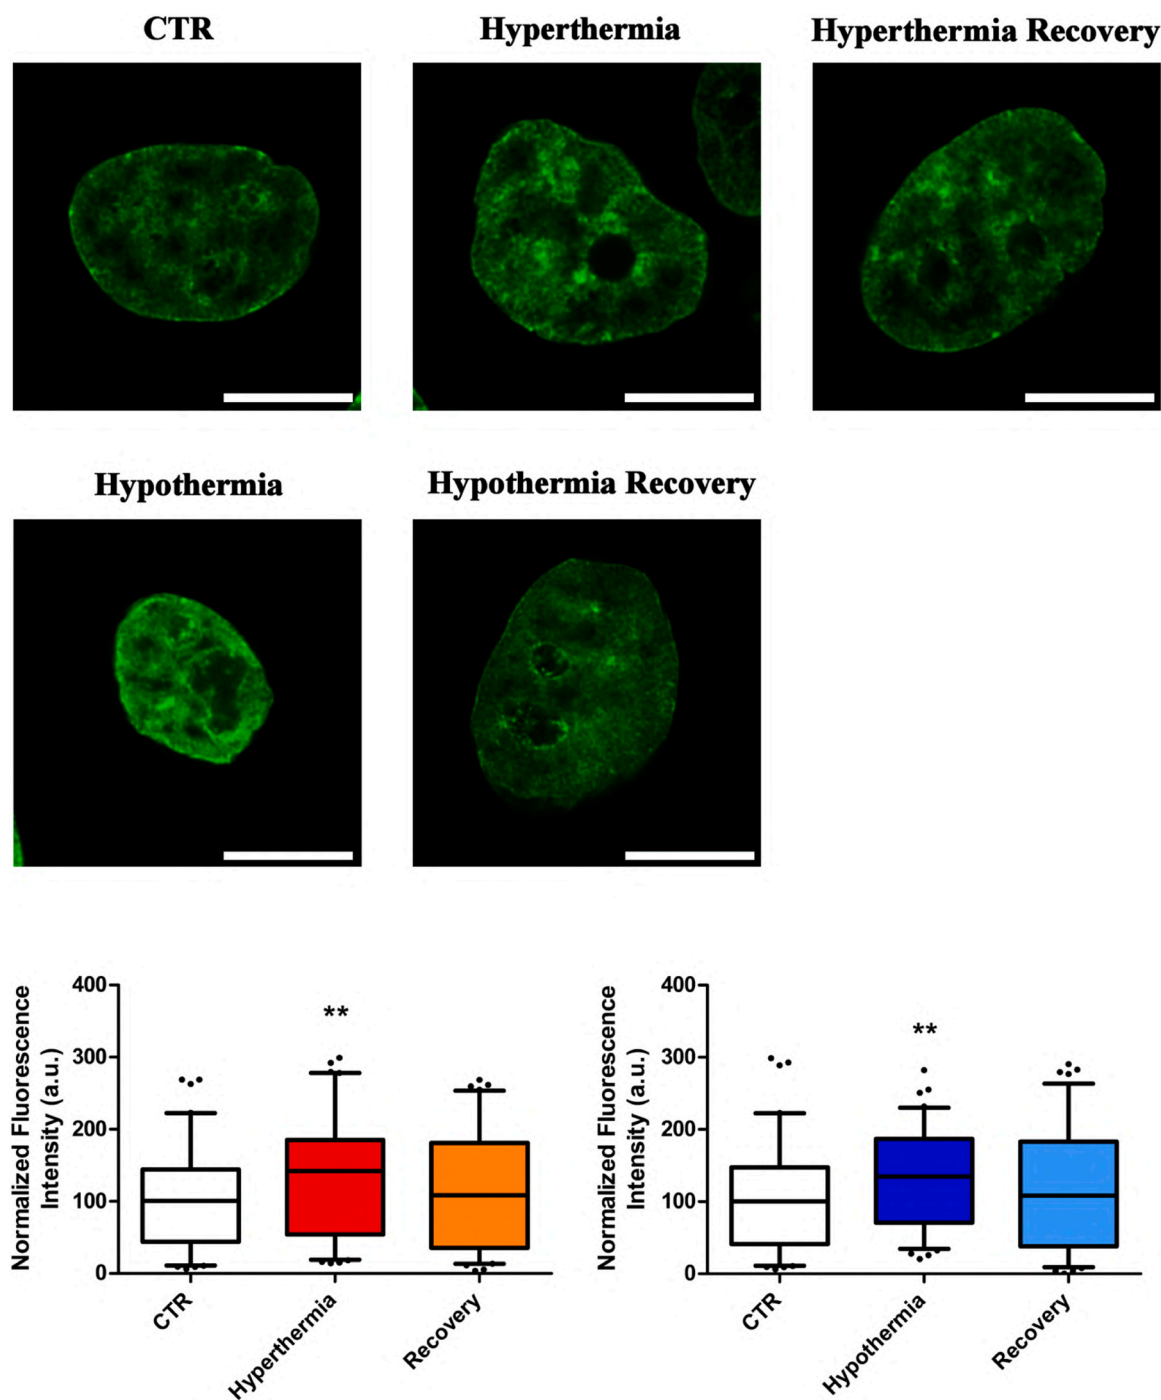 CTR
Hyperthermia
Hyperthermia Recovery
Hypothermia
Hypothermia Recovery
Normalized Fluorescence
Intensity (a.u.)
400
300
200
100
0
**
CTR
Hyperthermia
Recovery
Normalized Fluorescence
Intensity (a.u.)
400
300
200
100
0
**
CTR
Hypothermia
Recovery